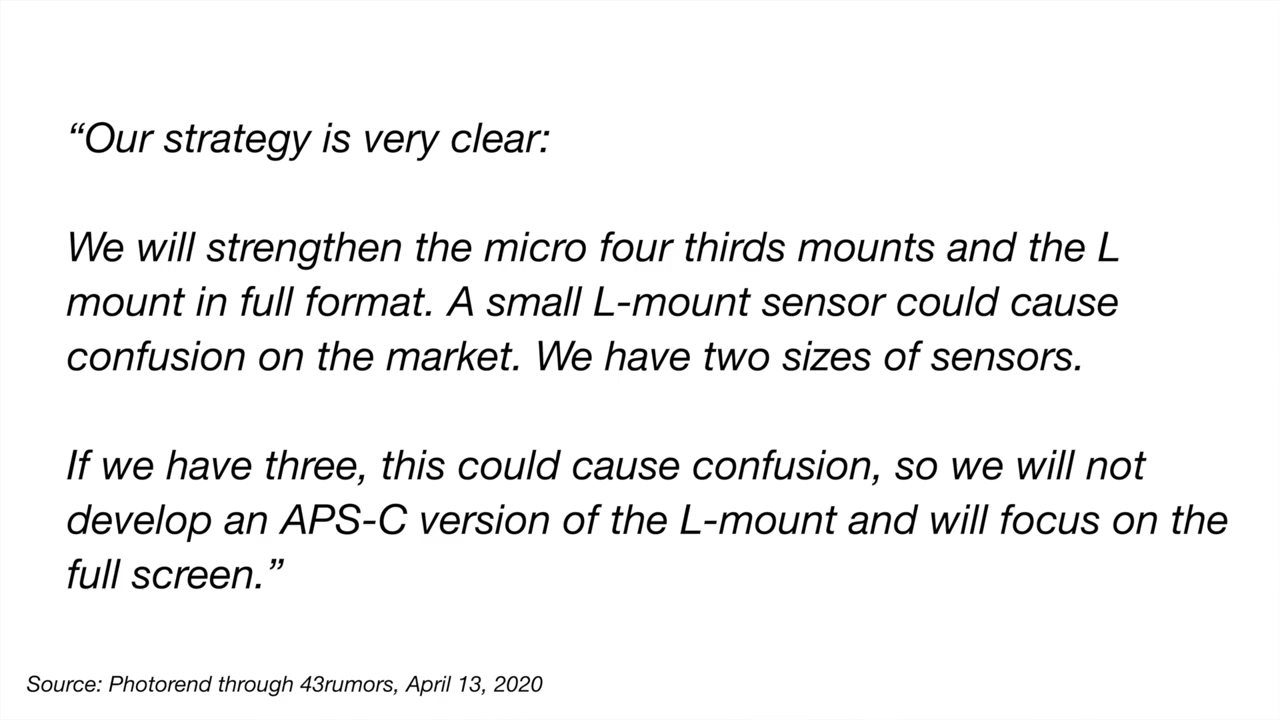 “Our strategy is very clear:
We will strengthen the micro four thirds mounts and the L
mount in full format. A small L-mount sensor could cause
confusion on the market. We have two sizes of sensors.
If we have three, this could cause confusion, so we will not
develop an APS-C version of the L-mount and will focus on the
full screen.”
Source: Photorend through 43rumors, April 13, 2020